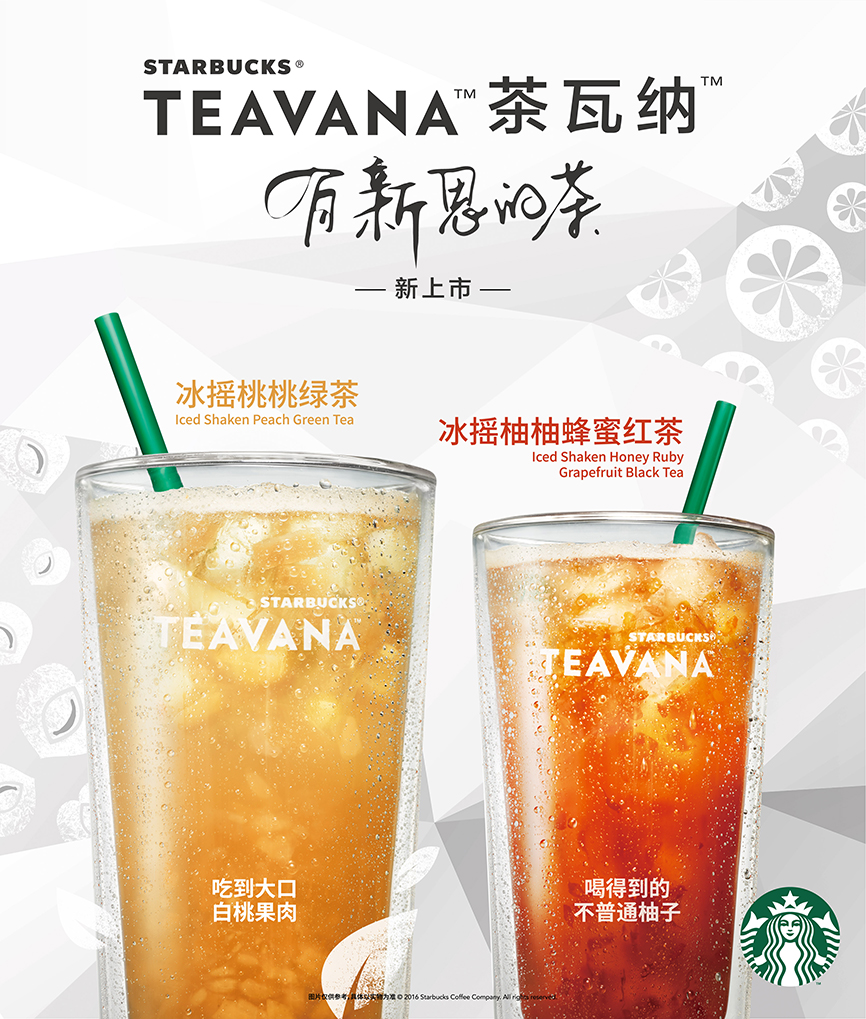 STARBUCKS®
TEAVANA™ 茶瓦纳™
有新思的茶
新上市
冰摇桃桃绿茶
Iced Shaken Peach Green Tea
冰摇柚柚蜂蜜红茶
Iced Shaken Honey Ruby
Grapefruit Black Tea
STARBUCKS®
TEAVANA™
STARBUCKS®
TEAVANA™
吃到大口
白桃果肉
喝得到的
不普通柚子
图片仅供参考, 具体以实物为准 © 2016 Starbucks Coffee Company. All rights reserved.